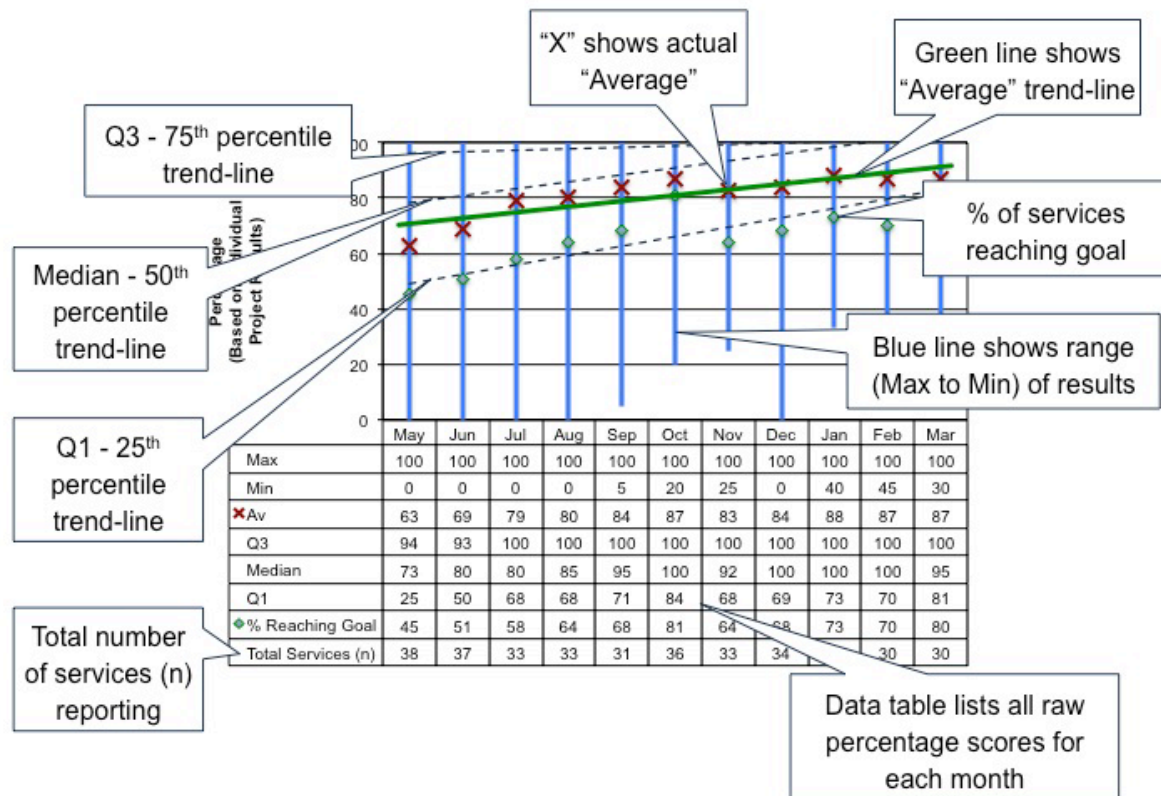 “X” shows actual
“Average”
Green line shows
“Average” trend-line
Q3 - 75th percentile
trend-line
% of services
reaching goal
Median - 50th
percentile
trend-line
Blue line shows range
(Max to Min) of results
Q1 - 25th
percentile
trend-line
Total number
of services (n)
reporting
Data table lists all raw
percentage scores for
each month
(Based on
Project
80
60
40
20
0
May Jun Jul Aug Sep Oct Nov Dec Jan Feb Mar
Max 100 100 100 100 100 100 100 100 100 100 100
Min 0 0 0 0 5 20 25 0 40 45 30
Av 63 69 79 80 84 87 83 84 88 87 87
Q3 94 93 100 100 100 100 100 100 100 100 100
Median 73 80 80 85 95 100 92 100 100 100 95
Q1 25 50 68 68 71 84 68 69 73 70 81
% Reaching Goal 45 51 58 64 68 81 64 68 73 70 80
Total Services (n) 38 37 33 33 31 36 33 34 30 30